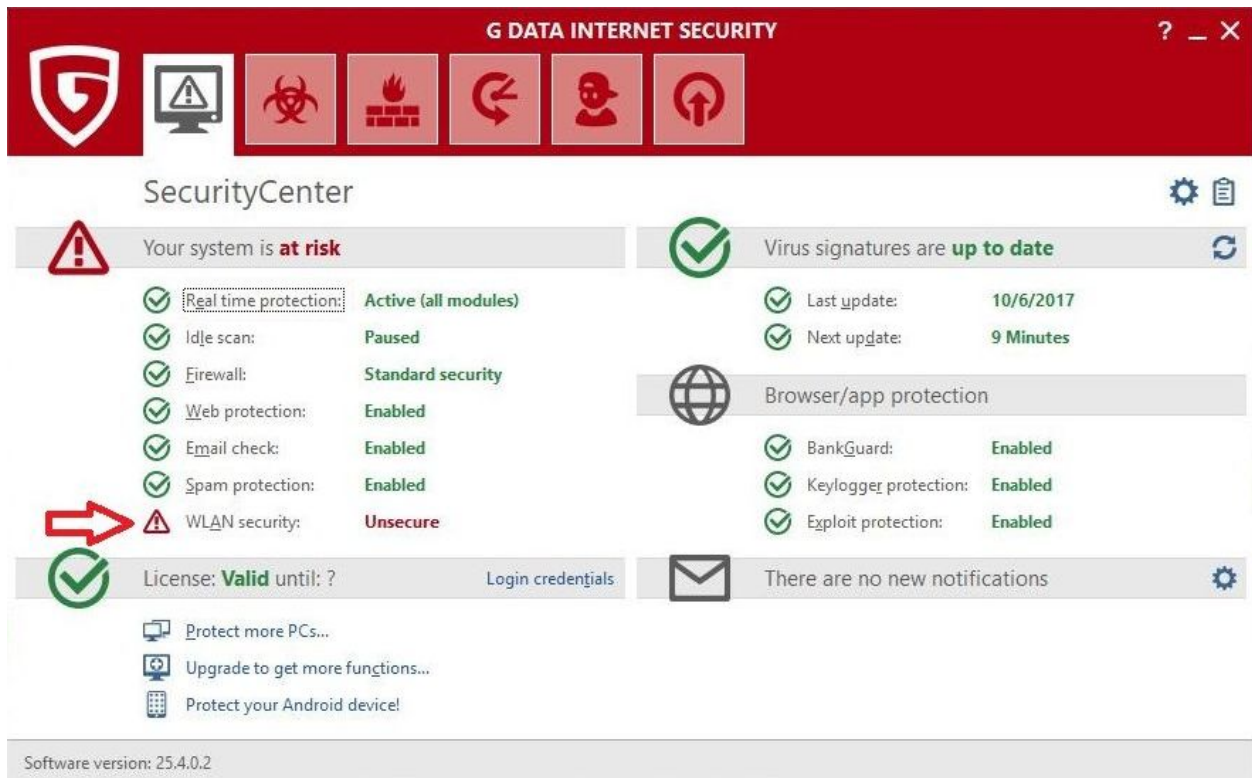 G DATA INTERNET SECURITY
?
SecurityCenter
Your system is at risk
Real time protection: Active (all modules)
Idle scan: Paused
Firewall: Standard security
Web protection: Enabled
Email check: Enabled
Spam protection: Enabled
WLAN security: Unsecure
License: Valid until: ? Login credentials
Protect more PCs...
Upgrade to get more functions...
Protect your Android device!
Virus signatures are up to date
Last update: 10/6/2017
Next update: 9 Minutes
Browser/app protection
BankGuard: Enabled
Keylogger protection: Enabled
Exploit protection: Enabled
There are no new notifications
Software version: 25.4.0.2